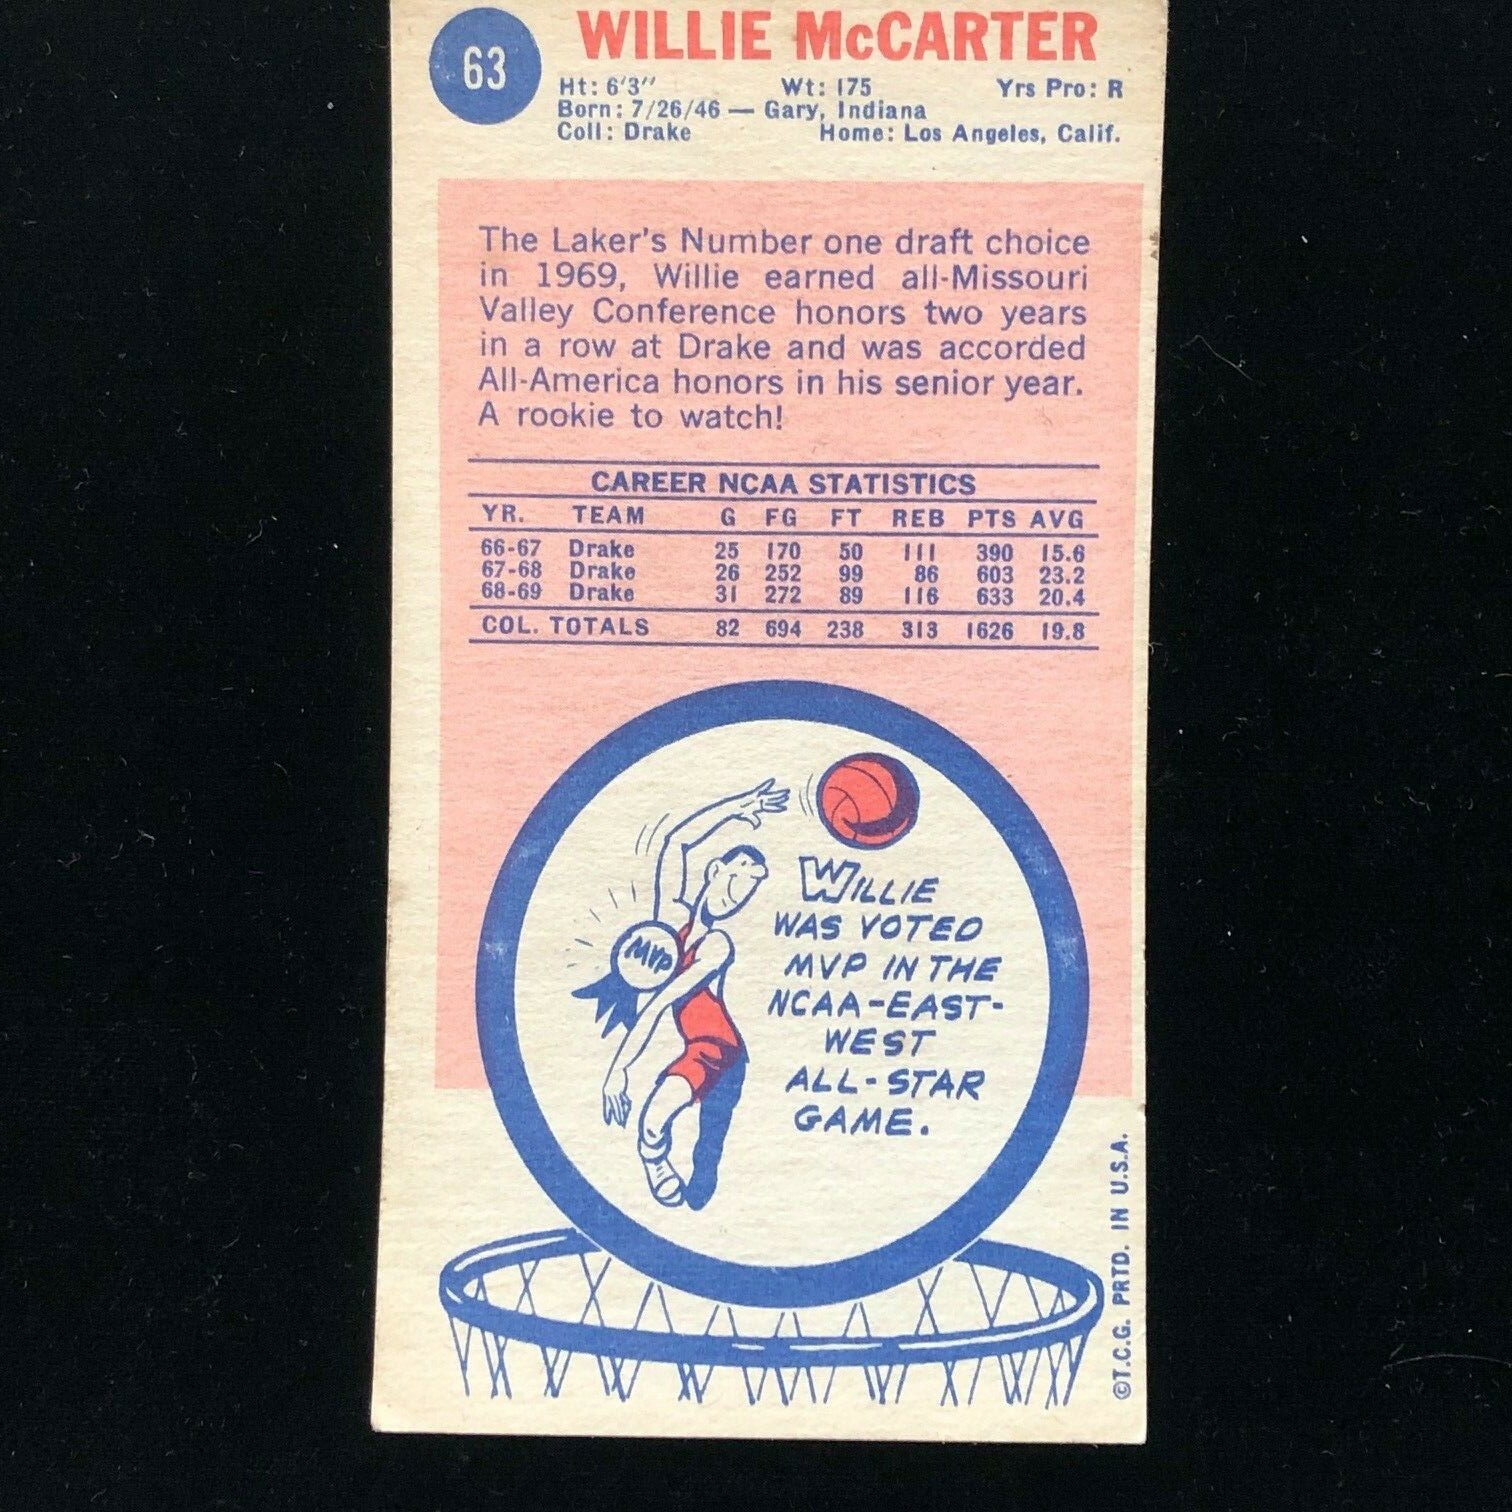 63
WILLIE McCARTER
Ht: 6'3" Wt: 175 Yrs Pro: R
Born: 7/26/46 — Gary, Indiana
Coll: Drake Home: Los Angeles, Calif.
The Laker's Number one draft choice
in 1969, Willie earned all-Missouri
Valley Conference honors two years
in a row at Drake and was accorded
All-America honors in his senior year.
A rookie to watch!
CAREER NCAA STATISTICS
YR. TEAM G FG FT REB PTS AVG
66-67 Drake 25 170 50 111 390 15.6
67-68 Drake 26 252 99 86 603 23.2
68-69 Drake 31 272 89 116 633 20.4
COL. TOTALS 82 694 238 313 1626 19.8
MVP
WILLIE
WAS VOTED
MVP IN THE
NCAA-EAST-
WEST
ALL-STAR
GAME.
©T.C.G. PRTD. IN U.S.A.